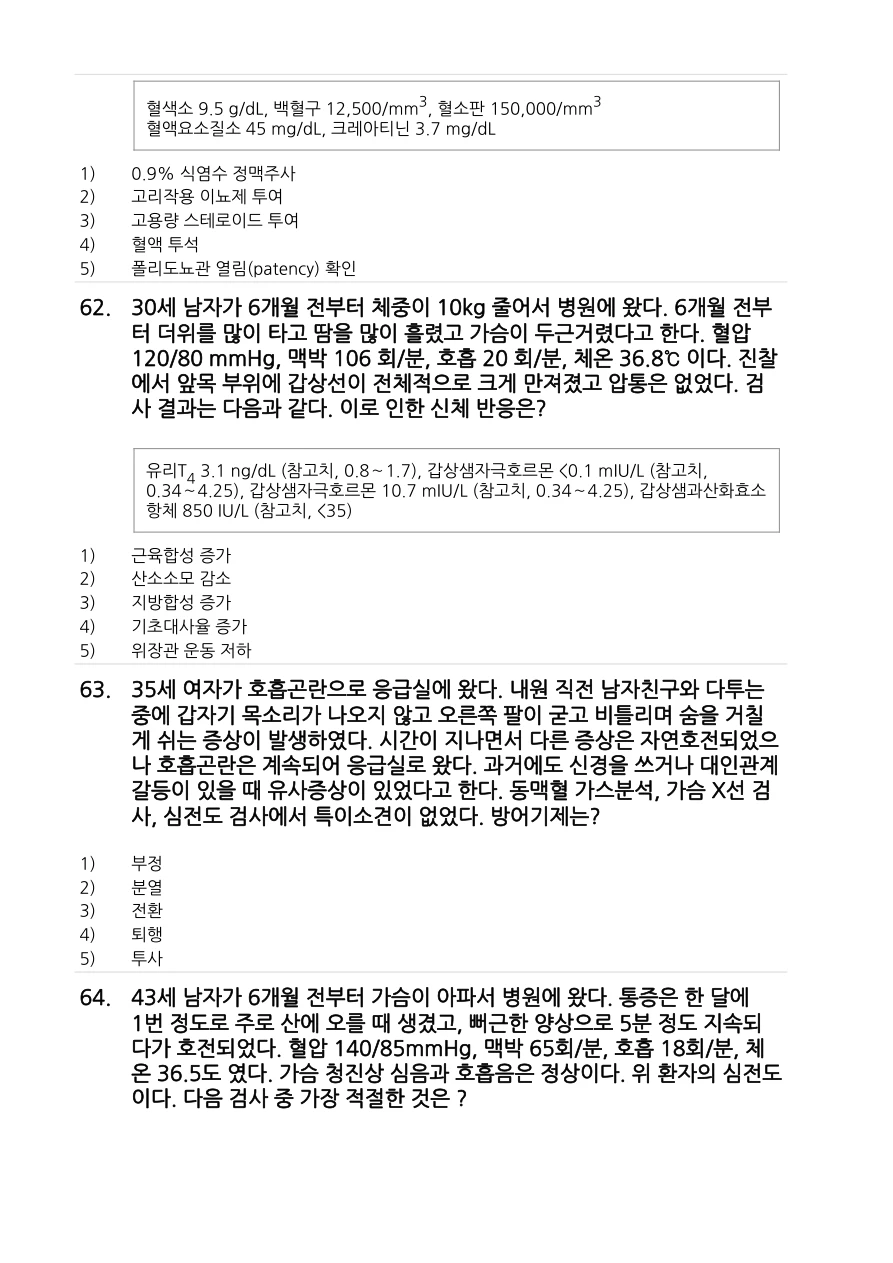 혈색소 9.5 g/dL, 백혈구 12,500/mm³, 혈소판 150,000/mm³
혈액요소질소 45 mg/dL, 크레아티닌 3.7 mg/dL
1) 0.9% 식염수 정맥주사
2) 고리작용 이뇨제 투여
3) 고용량 스테로이드 투여
4) 혈액 투석
5) 폴리도뇨관 열림(patency) 확인
62. 30세 남자가 6개월 전부터 체중이 10kg 줄어서 병원에 왔다. 6개월 전부
터 더위를 많이 타고 땀을 많이 흘렸고 가슴이 두근거렸다고 한다. 혈압
120/80 mmHg, 맥박 106 회/분, 호흡 20 회/분, 체온 36.8℃ 이다. 진찰
에서 앞목 부위에 갑상선이 전체적으로 크게 만져졌고 압통은 없었다. 검
사 결과는 다음과 같다. 이로 인한 신체 반응은?
유리T₄ 3.1 ng/dL (참고치, 0.8~1.7), 갑상샘자극호르몬 <0.1 mIU/L (참고치,
0.34~4.25), 갑상샘자극호르몬 10.7 mIU/L (참고치, 0.34~4.25), 갑상샘과산화효소
항체 850 IU/L (참고치, <35)
1) 근육합성 증가
2) 산소소모 감소
3) 지방합성 증가
4) 기초대사율 증가
5) 위장관 운동 저하
63. 35세 여자가 호흡곤란으로 응급실에 왔다. 내원 직전 남자친구와 다투는
중에 갑자기 목소리가 나오지 않고 오른쪽 팔이 굳고 비틀리며 숨을 거칠
게 쉬는 증상이 발생하였다. 시간이 지나면서 다른 증상은 자연호전되었으
나 호흡곤란은 계속되어 응급실로 왔다. 과거에도 신경을 쓰거나 대인관계
갈등이 있을 때 유사증상이 있었다고 한다. 동맥혈 가스분석, 가슴 X선 검
사, 심전도 검사에서 특이소견이 없었다. 방어기제는?
1) 부정
2) 분열
3) 전환
4) 퇴행
5) 투사
64. 43세 남자가 6개월 전부터 가슴이 아파서 병원에 왔다. 통증은 한 달에
1번 정도로 주로 산에 오를 때 생겼고, 뻐근한 양상으로 5분 정도 지속되
다가 호전되었다. 혈압 140/85mmHg, 맥박 65회/분, 호흡 18회/분, 체
온 36.5도 였다. 가슴 청진상 심음과 호흡음은 정상이다. 위 환자의 심전도
이다. 다음 검사 중 가장 적절한 것은 ?